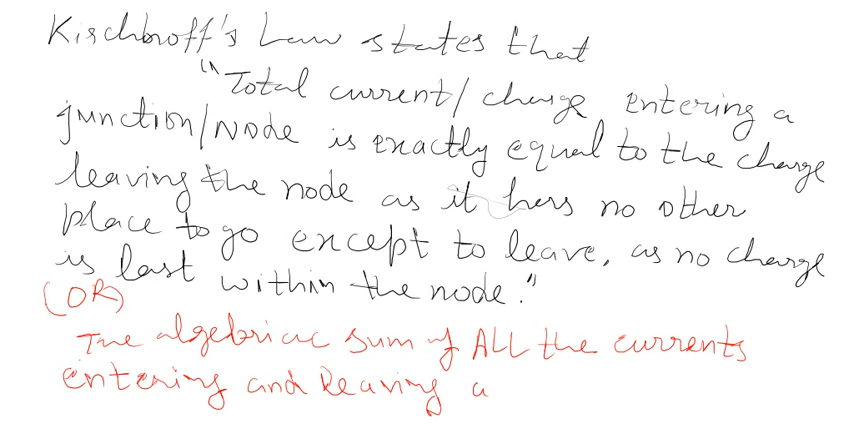 Kirschhoff's Law states that
"Total current/charge entering a
junction/Node is exactly equal to the charge
leaving the node as it has no other
place to go except to leave, as no charge
is lost within the node."
(OR)
The algebriac sum of ALL the currents
entering and leaving a